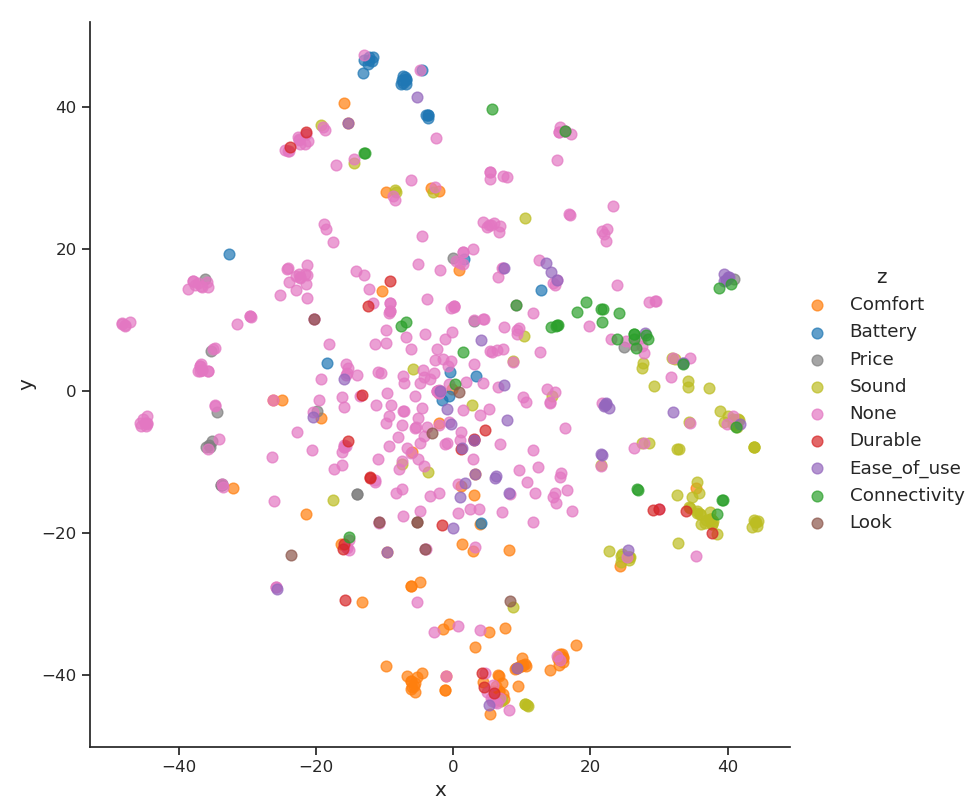 z
Comfort
Battery
Price
Sound
None
Durable
Ease_of_use
Connectivity
Look
y
40
20
0
−20
−40
−40
−20
0
20
40
x